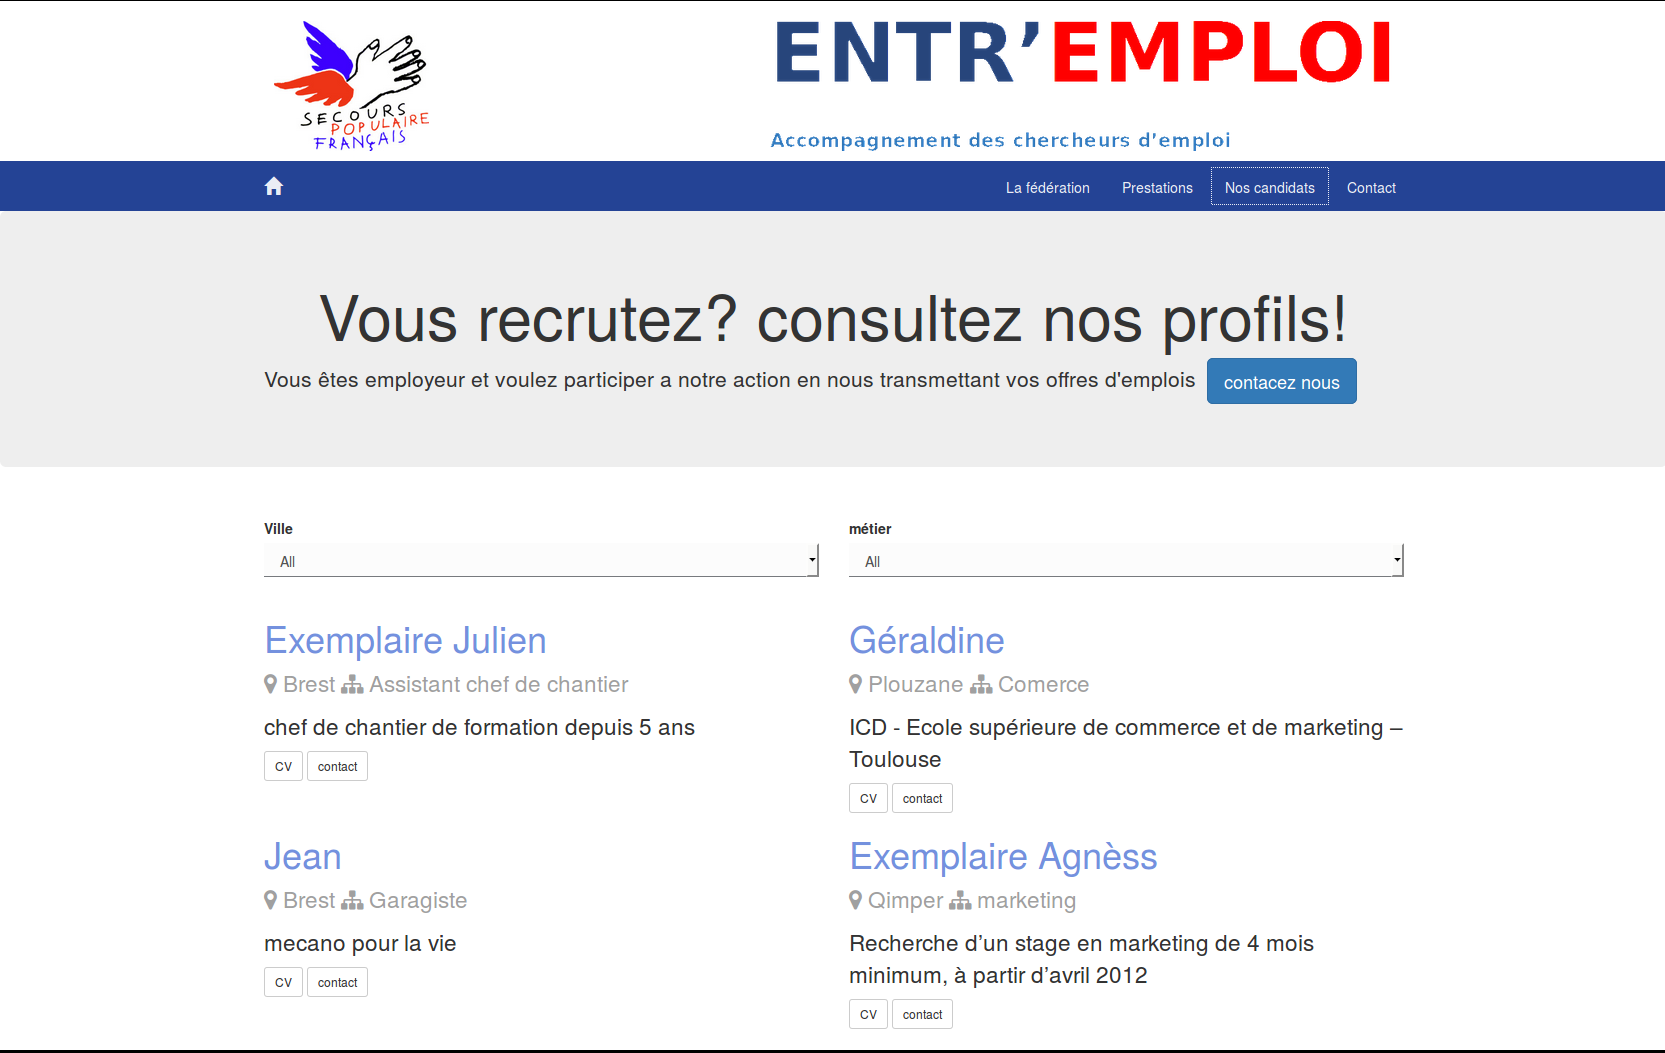 SECOURS
POPULAIRE
FRANÇAIS
ENTR’EMPLOI
Accompagnement des chercheurs d'emploi
La fédération Prestations Nos candidats Contact
Vous recrutez? consultez nos profils!
Vous êtes employeur et voulez participer a notre action en nous transmettant vos offres d'emplois contacez nous
Ville métier
All All
Exemplaire Julien
Brest Assistant chef de chantier
chef de chantier de formation depuis 5 ans
CV contact
Géraldine
Plouzane Comerce
ICD - Ecole supérieure de commerce et de marketing –
Toulouse
CV contact
Jean
Brest Garagiste
mecano pour la vie
CV contact
Exemplaire Agnèss
Qimper marketing
Recherche d’un stage en marketing de 4 mois
minimum, à partir d’avril 2012
CV contact